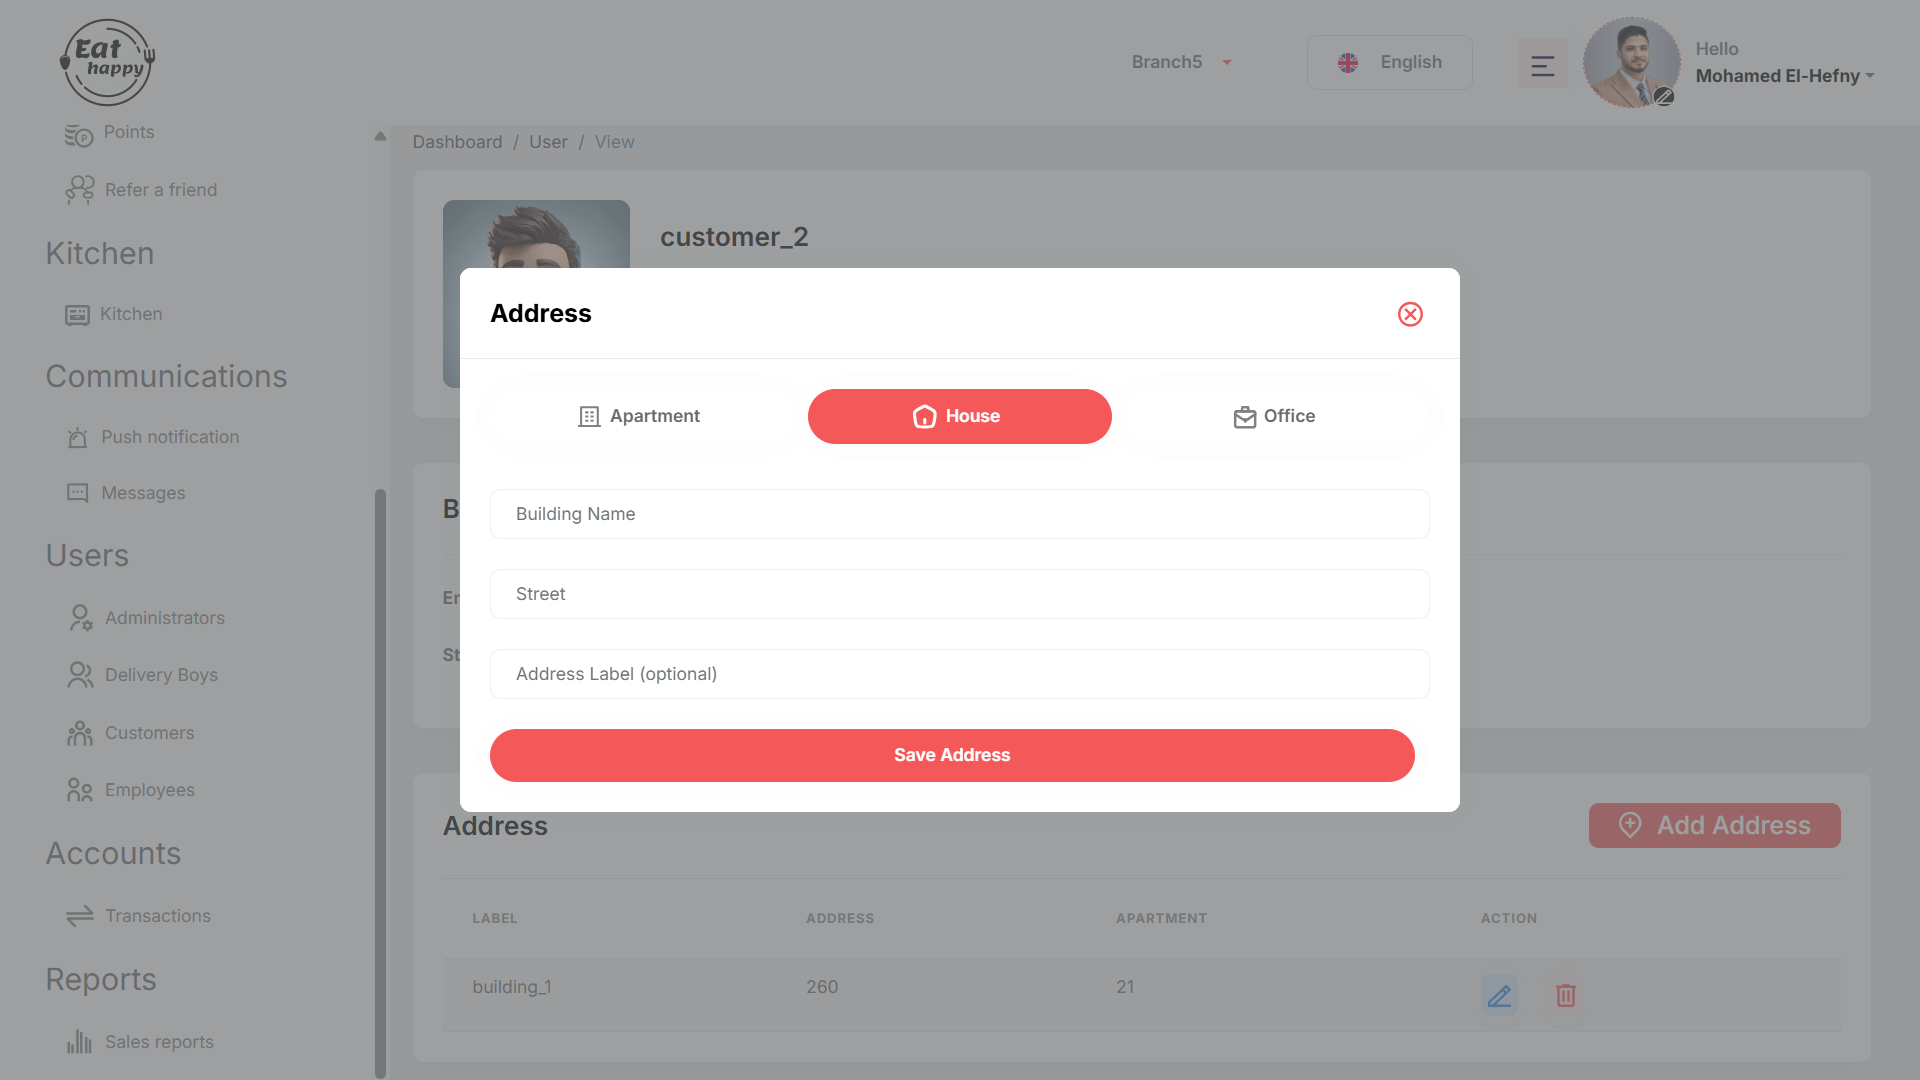 Eat
happy
Branch5
English
Hello
Mohamed El-Hefny
Points
Refer a friend
Kitchen
Kitchen
Communications
Push notification
Messages
Users
Administrators
Delivery Boys
Customers
Employees
Accounts
Transactions
Reports
Sales reports
Dashboard / User / View
customer_2
Address
Apartment
House
Office
Building Name
Street
Address Label (optional)
Save Address
Address
Add Address
LABEL ADDRESS APARTMENT ACTION
building_1 260 21